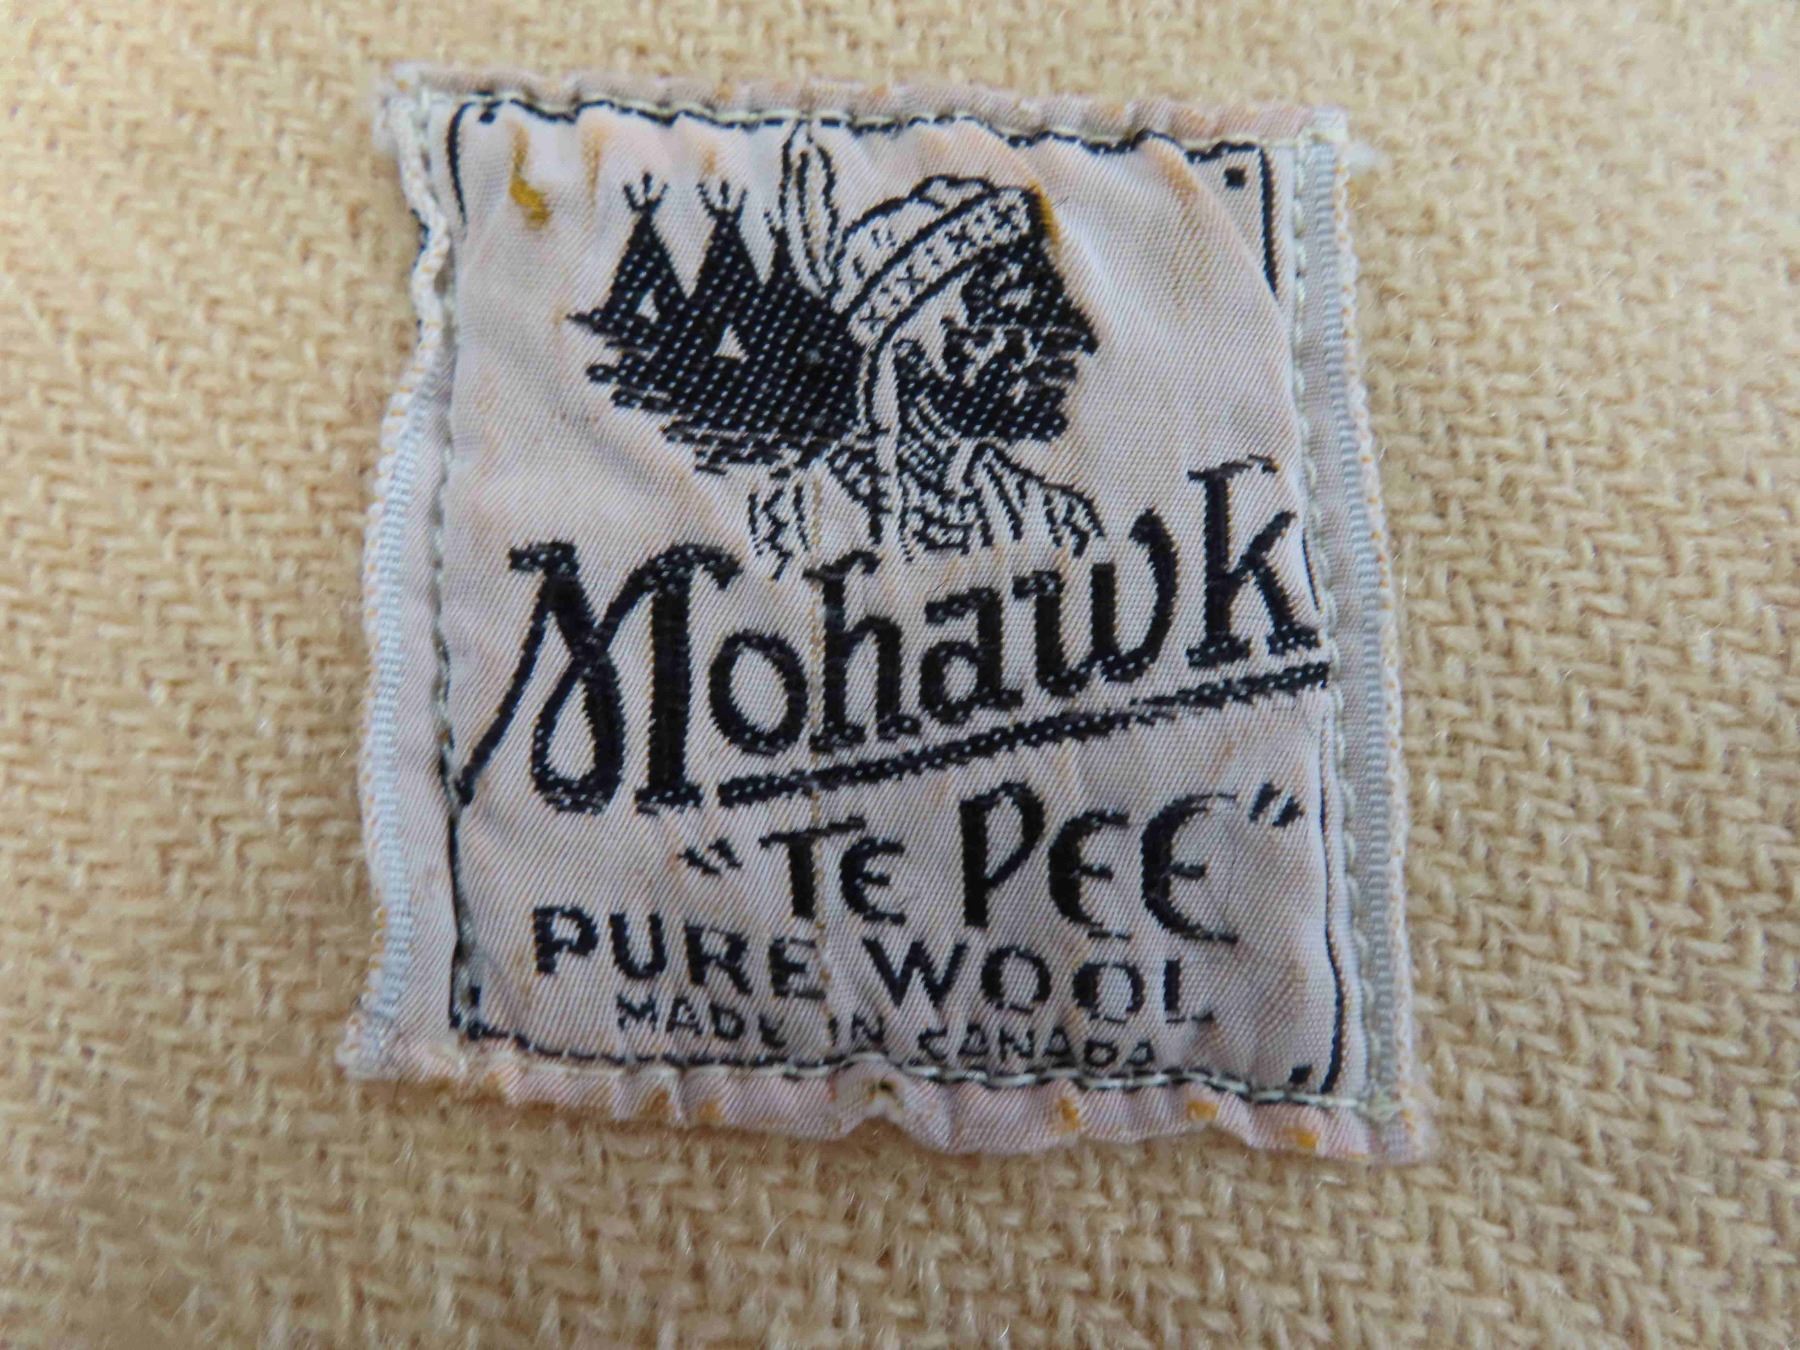 Mohawk
"TE PEE"
PURE WOOL
MADE IN CANADA